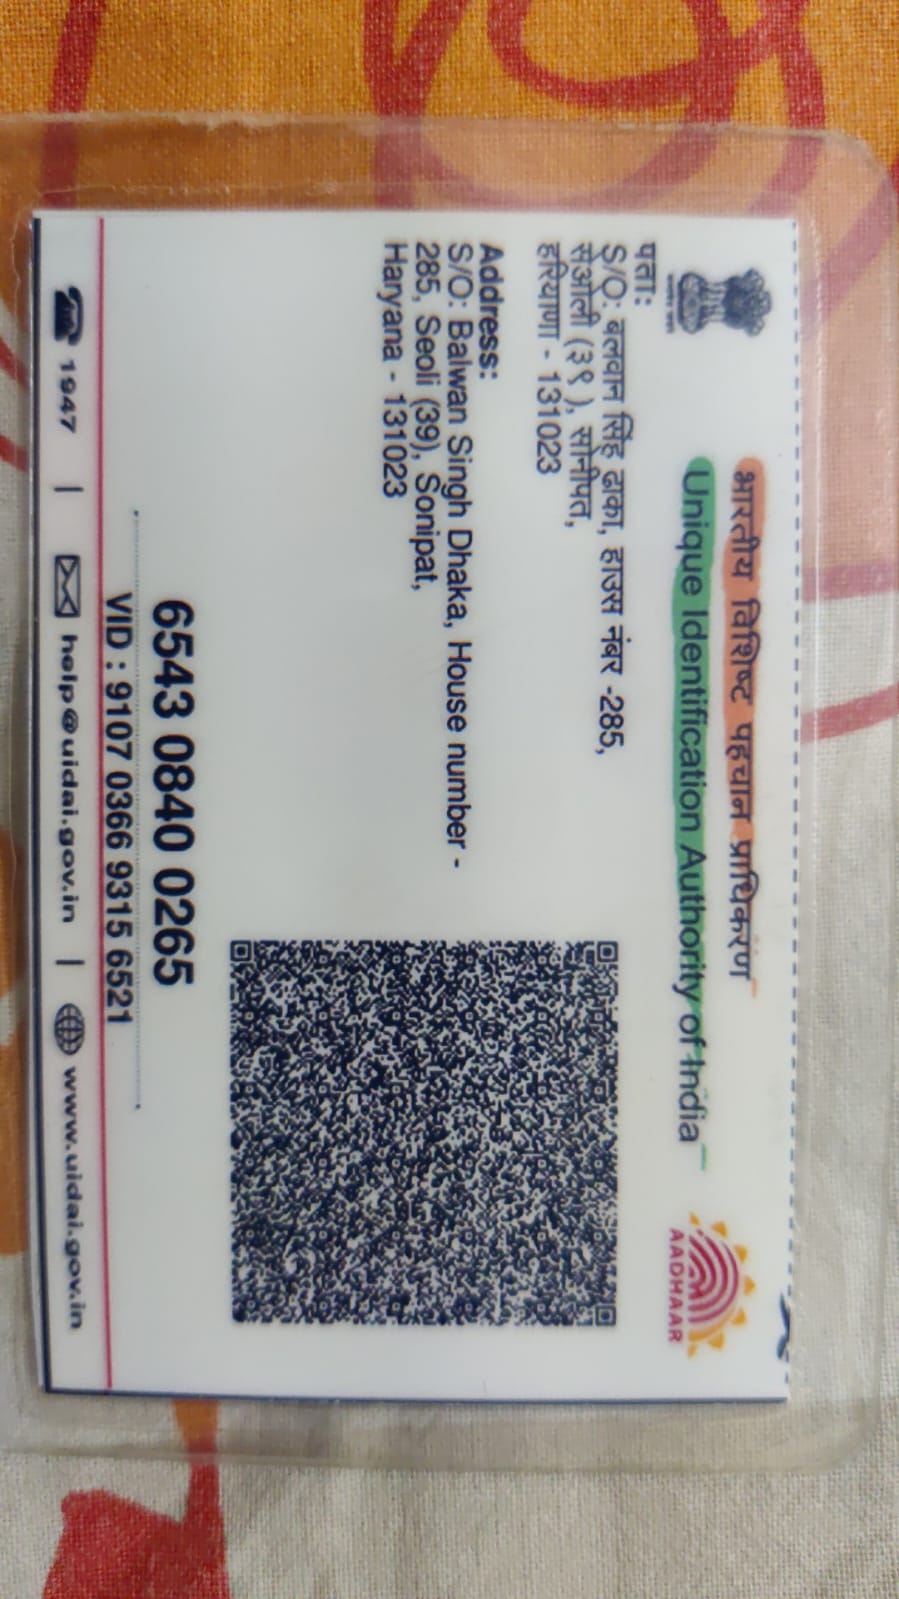 भारतीय विशिष्ट पहचान प्राधिकरण
Unique Identification Authority of India
AADHAAR
पता:
S/O: बलवान सिंह ढाका, हाउस नंबर -285,
सेओली (३९ ), सोनीपत,
हरियाणा - 131023
Address:
S/O: Balwan Singh Dhaka, House number -
285, Seoli (39), Sonipat,
Haryana - 131023
6543 0840 0265
VID : 9107 0366 9315 6521
1947 | help@uidai.gov.in | www.uidai.gov.in